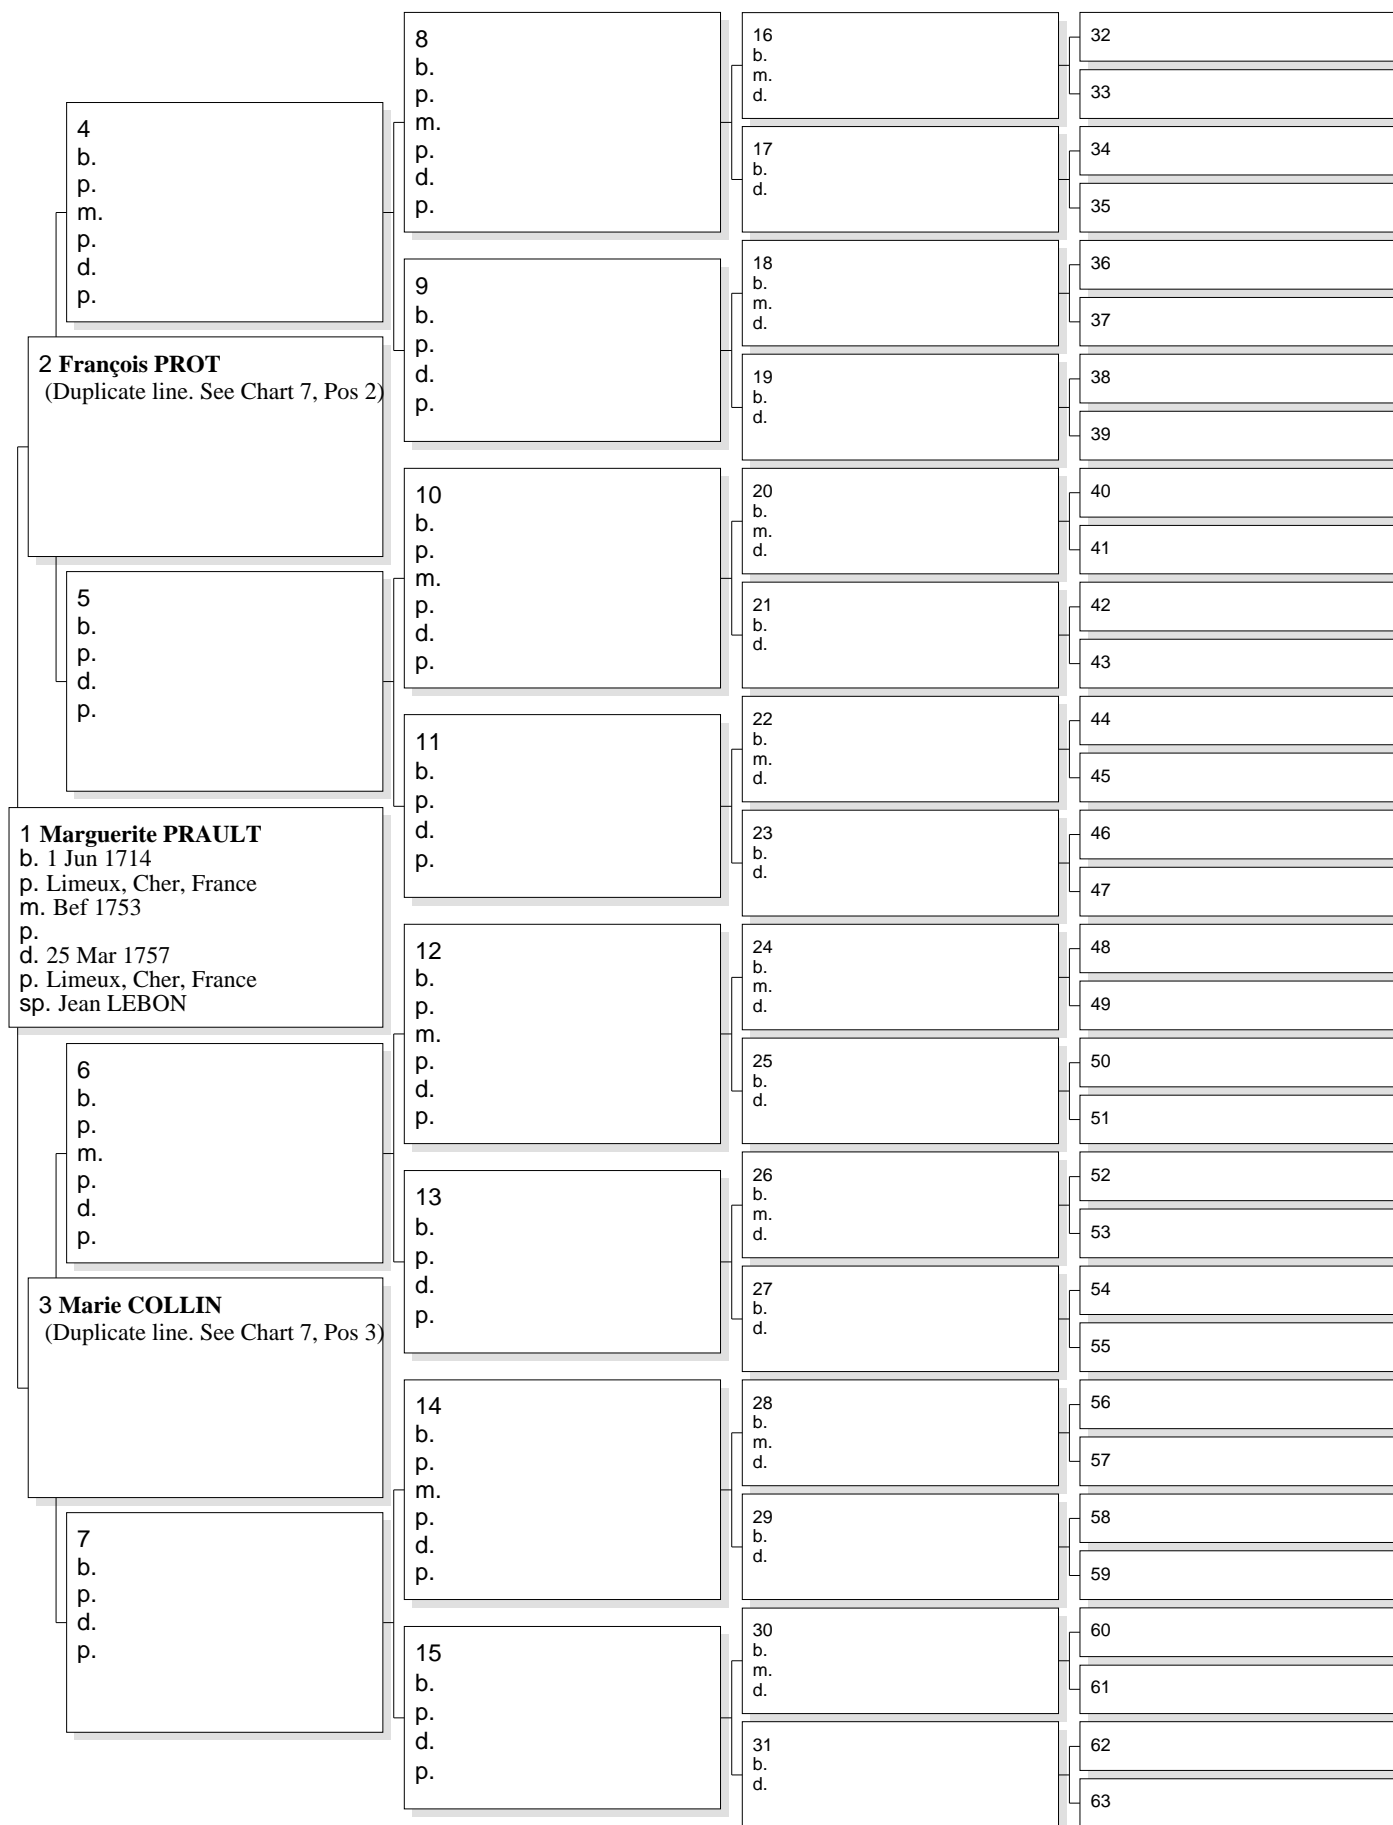 8
b.
p.
m.
p.
d.
p.
16
b.
m.
d.
32
33
4
b.
p.
m.
p.
d.
p.
17
b.
d.
34
35
9
b.
p.
d.
p.
18
b.
m.
d.
36
37
2 François PROT
(Duplicate line. See Chart 7, Pos 2)
19
b.
d.
38
39
10
b.
p.
m.
p.
d.
p.
20
b.
m.
d.
40
41
5
b.
p.
d.
p.
21
b.
d.
42
43
11
b.
p.
d.
p.
22
b.
m.
d.
44
45
1 Marguerite PRAULT
b. 1 Jun 1714
p. Limeux, Cher, France
m. Bef 1753
p.
d. 25 Mar 1757
p. Limeux, Cher, France
sp. Jean LEBON
23
b.
d.
46
47
12
b.
p.
m.
p.
d.
p.
24
b.
m.
d.
48
49
6
b.
p.
m.
p.
d.
p.
25
b.
d.
50
51
13
b.
p.
d.
p.
26
b.
m.
d.
52
53
3 Marie COLLIN
(Duplicate line. See Chart 7, Pos 3)
27
b.
d.
54
55
14
b.
p.
m.
p.
d.
p.
28
b.
m.
d.
56
57
7
b.
p.
d.
p.
29
b.
d.
58
59
15
b.
p.
d.
p.
30
b.
m.
d.
60
61
31
b.
d.
62
63